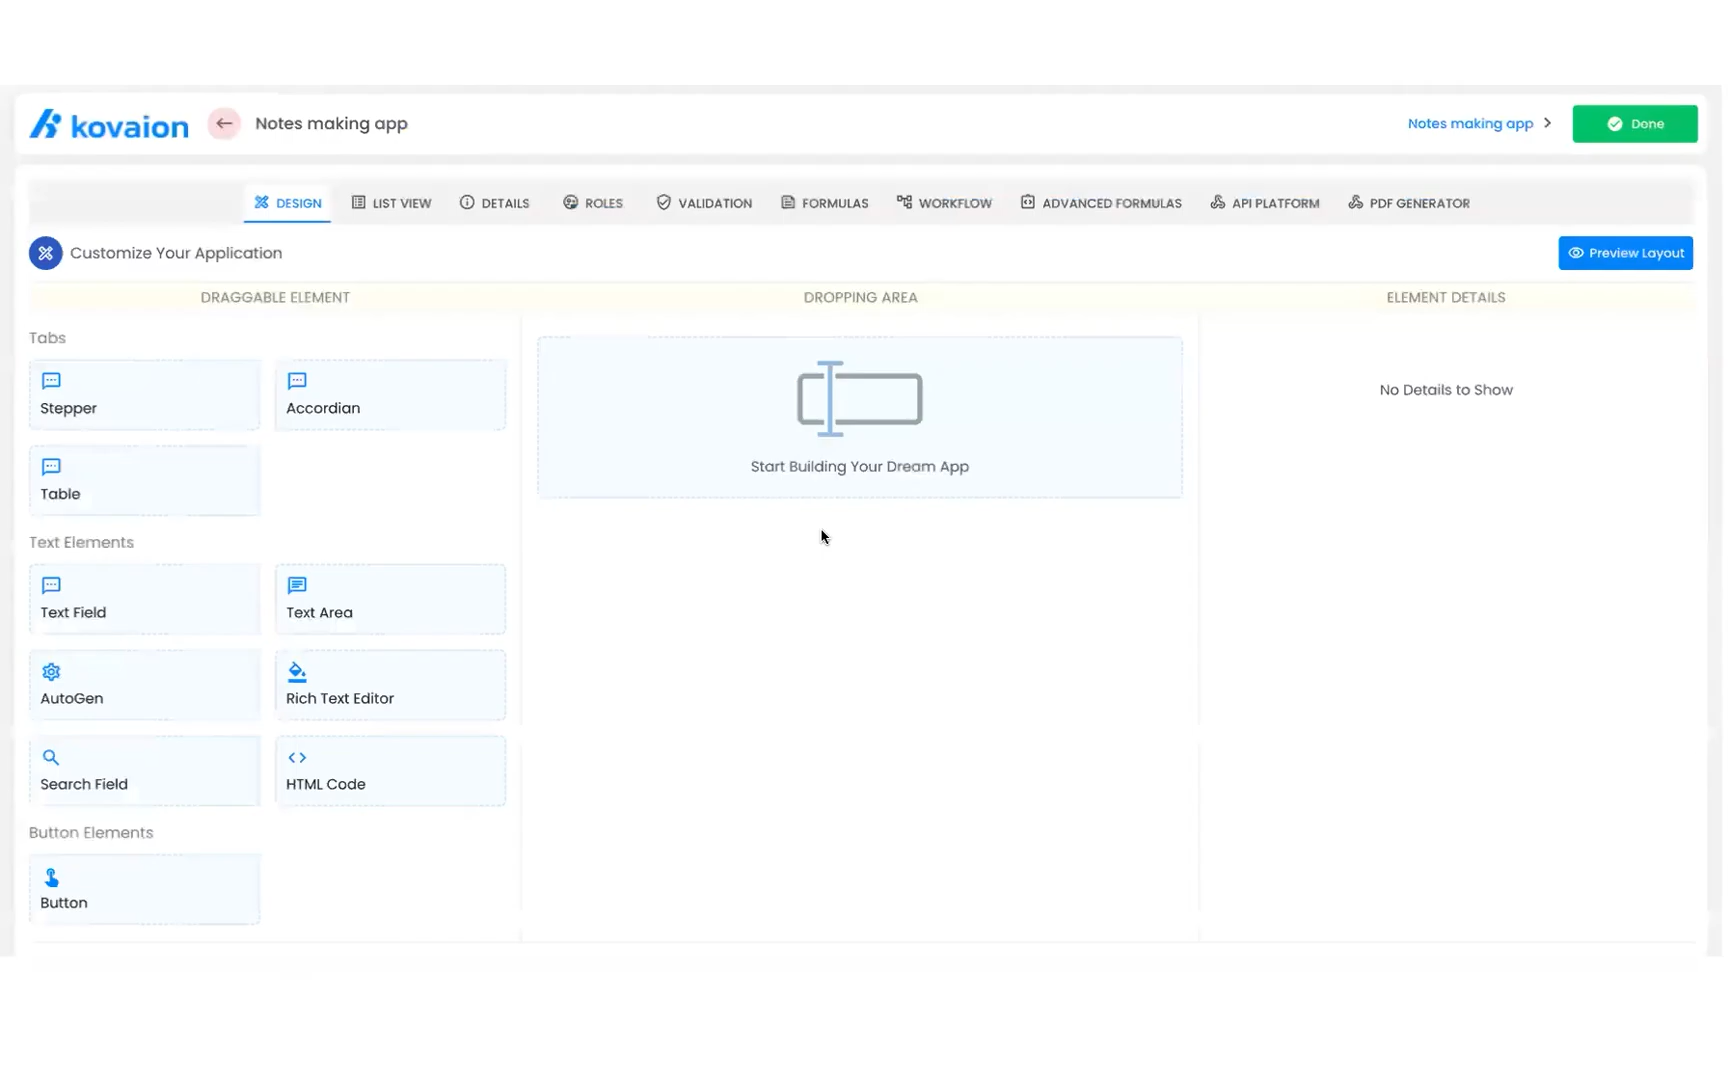 kovaion
Notes making app
Notes making app
Done
DESIGN
LIST VIEW
DETAILS
ROLES
VALIDATION
FORMULAS
WORKFLOW
ADVANCED FORMULAS
API PLATFORM
PDF GENERATOR
Customize Your Application
Preview Layout
DRAGGABLE ELEMENT
DROPPING AREA
ELEMENT DETAILS
Tabs
Stepper
Accordian
Table
Start Building Your Dream App
No Details to Show
Text Elements
Text Field
Text Area
AutoGen
Rich Text Editor
Search Field
HTML Code
Button Elements
Button